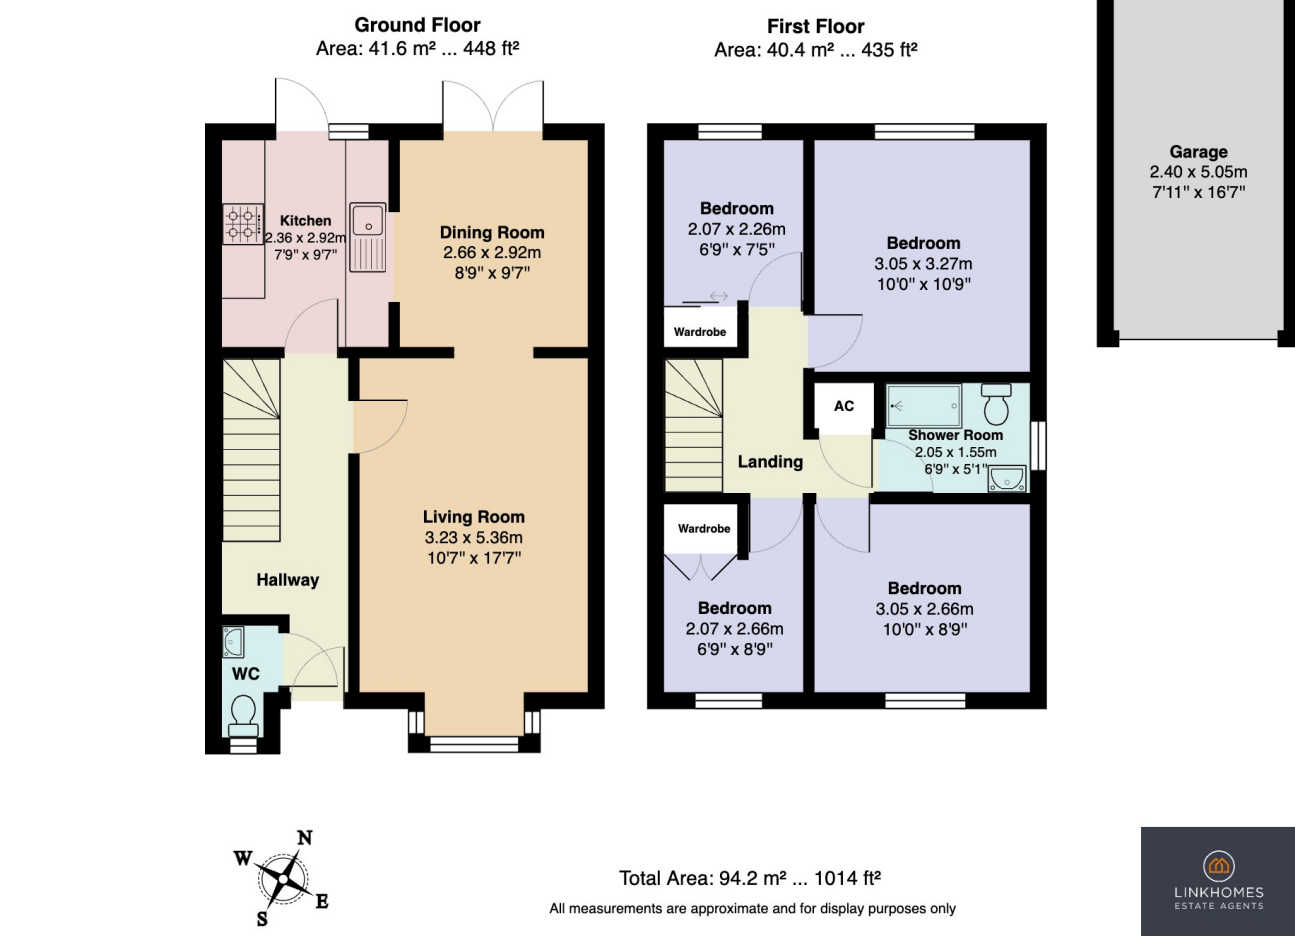 Ground Floor
Area: 41.6 m² ... 448 ft²
First Floor
Area: 40.4 m² ... 435 ft²
Garage
2.40 x 5.05m
7'11" x 16'7"
Kitchen
2.36 x 2.92m
7'9" x 9'7"
Dining Room
2.66 x 2.92m
8'9" x 9'7"
Bedroom
2.07 x 2.26m
6'9" x 7'5"
Bedroom
3.05 x 3.27m
10'0" x 10'9"
Wardrobe
AC
Shower Room
2.05 x 1.55m
6'9" x 5'1"
Landing
Living Room
3.23 x 5.36m
10'7" x 17'7"
Hallway
WC
Wardrobe
Bedroom
2.07 x 2.66m
6'9" x 8'9"
Bedroom
3.05 x 2.66m
10'0" x 8'9"
N
W
E
S
Total Area: 94.2 m² ... 1014 ft²
All measurements are approximate and for display purposes only
LINKHOMES
ESTATE AGENTS